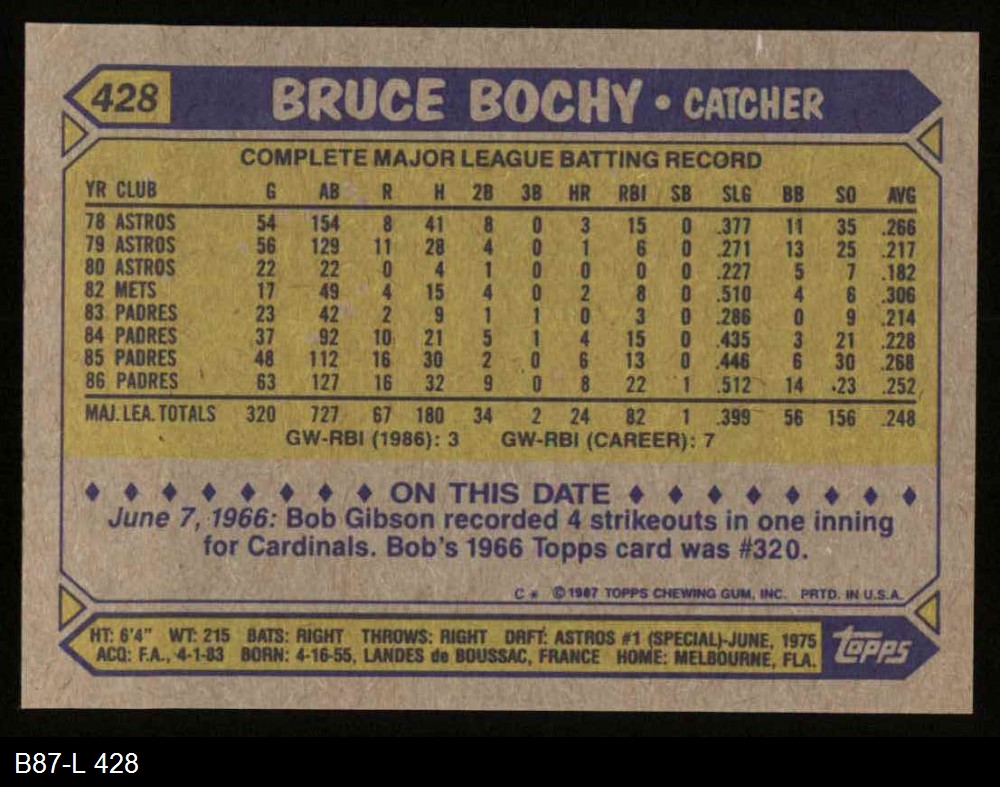 428 BRUCE BOCHY • CATCHER
COMPLETE MAJOR LEAGUE BATTING RECORD
YR CLUB G AB R H 2B 3B HR RBI SB SLG BB SO AVG
78 ASTROS 54 154 8 41 8 0 3 15 0 .377 11 35 .266
79 ASTROS 56 129 11 28 4 0 1 6 0 .271 13 25 .217
80 ASTROS 22 22 0 4 1 0 0 0 0 .227 5 7 .182
82 METS 17 49 4 15 4 0 2 8 0 .510 4 6 .306
83 PADRES 23 42 2 9 1 1 0 3 0 .286 0 9 .214
84 PADRES 37 92 10 21 5 1 4 15 0 .435 3 21 .228
85 PADRES 48 112 16 30 2 0 6 13 0 .446 6 30 .268
86 PADRES 63 127 16 32 9 0 8 22 1 .512 14 23 .252
MAJ. LEA. TOTALS 320 727 67 180 34 2 24 82 1 .399 56 156 .248
GW-RBI (1986): 3 GW-RBI (CAREER): 7
♦ ♦ ♦ ♦ ♦ ♦ ♦ ♦ ON THIS DATE ♦ ♦ ♦ ♦ ♦ ♦ ♦ ♦
June 7, 1966: Bob Gibson recorded 4 strikeouts in one inning
for Cardinals. Bob's 1966 Topps card was #320.
C * © 1987 TOPPS CHEWING GUM, INC. PRTD. IN U.S.A.
HT: 6'4" WT: 215 BATS: RIGHT THROWS: RIGHT DRFT: ASTROS #1 (SPECIAL)-JUNE, 1975
ACQ: F.A., 4-1-83 BORN: 4-16-55, LANDES de BOUSSAC, FRANCE HOME: MELBOURNE, FLA.
topps
B87-L 428